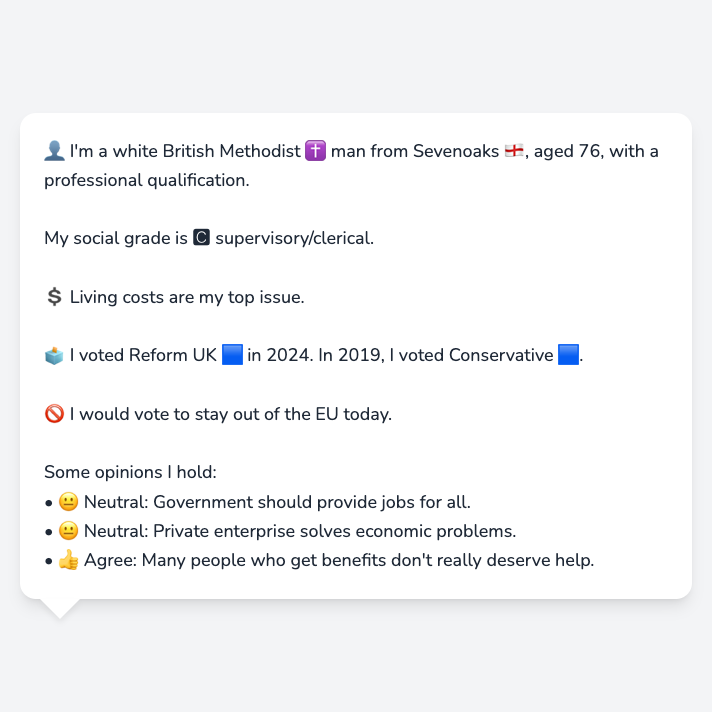 👤 I'm a white British Methodist ✝️ man from Sevenoaks 🏴󠁧󠁢󠁥󠁮󠁧󠁿, aged 76, with a
professional qualification.
My social grade is 🅲 supervisory/clerical.
💲 Living costs are my top issue.
🗳️ I voted Reform UK 🟦 in 2024. In 2019, I voted Conservative 🟦.
🚫 I would vote to stay out of the EU today.
Some opinions I hold:
• 😐 Neutral: Government should provide jobs for all.
• 😐 Neutral: Private enterprise solves economic problems.
• 👍 Agree: Many people who get benefits don't really deserve help.